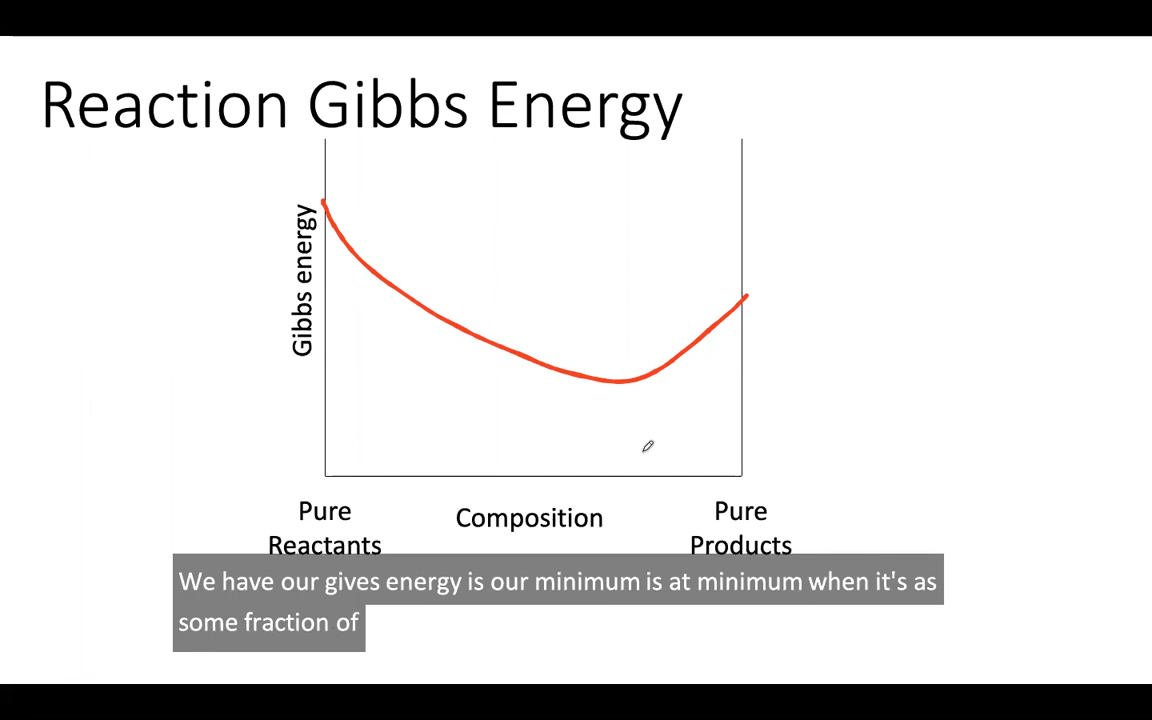 Reaction Gibbs Energy
Gibbs energy
Pure
Reactants
Composition
Pure
Products
We have our gives energy is our minimum is at minimum when it's as
some fraction of